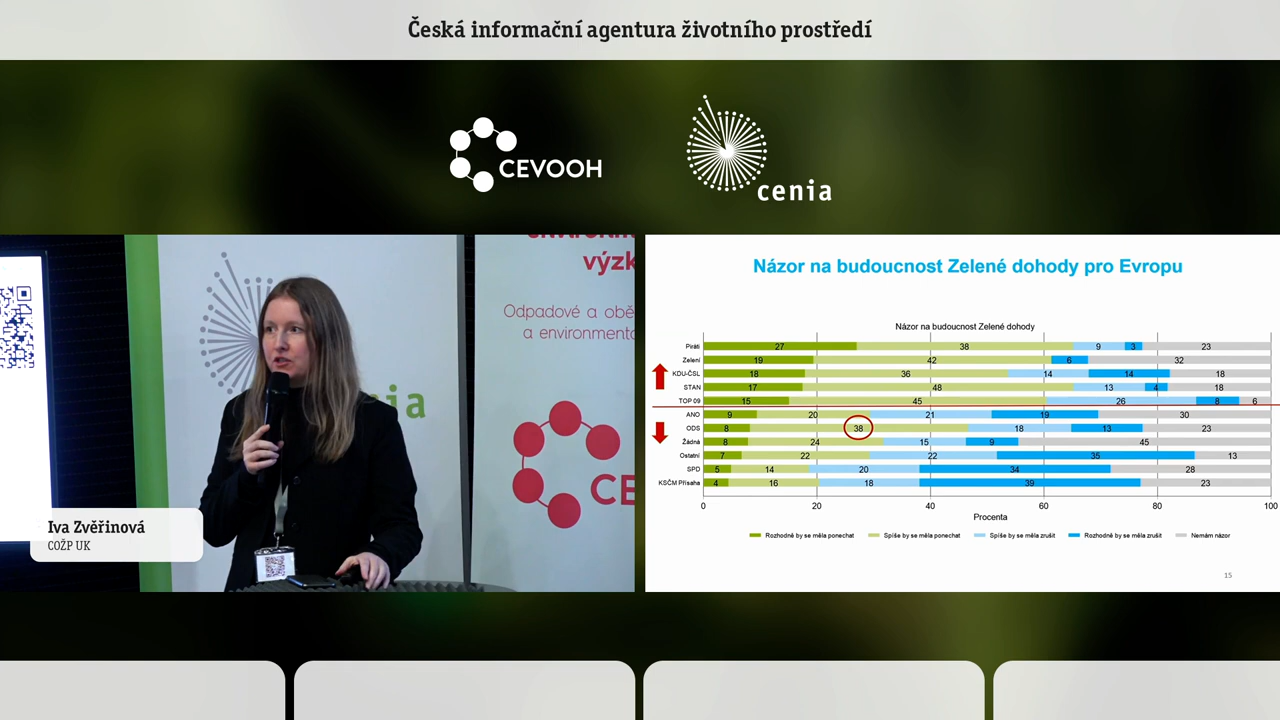 Česká informační agentura životního prostředí
CEVOOH
cenia
výzk
Odpadové a obě
a environmento
enia
CE
Iva Zvěřinová
COŽP UK
Názor na budoucnost Zelené dohody pro Evropu
Názor na budoucnost Zelené dohody
Piráti 27 38 9 3 23
Zelení 19 42 6 32
KDU-ČSL 18 36 14 14 18
STAN 17 48 13 4 18
TOP 09 15 45 26 8 6
ANO 9 20 21 19 30
ODS 8 38 18 13 23
Žádná 8 24 15 9 45
Ostatní 7 22 22 35 13
SPD 5 14 20 34 28
KSČM Přísaha 4 16 18 39 23
0 20 40 60 80 100
Procenta
Rozhodně by se měla ponechat Spíše by se měla ponechat Spíše by se měla zrušit Rozhodně by se měla zrušit Nemám názor
15